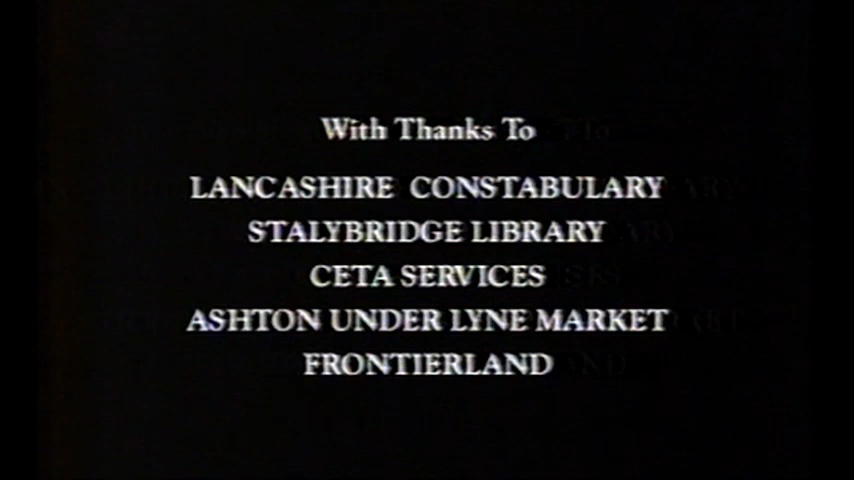 With Thanks To
LANCASHIRE CONSTABULARY
STALYBRIDGE LIBRARY
CETA SERVICES
ASHTON UNDER LYNE MARKET
FRONTIERLAND